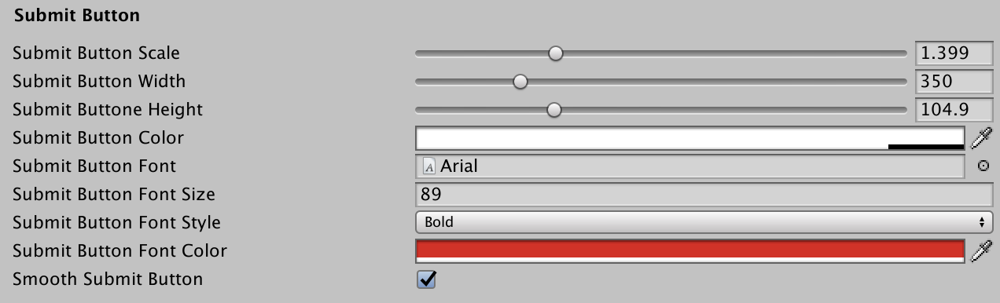 Submit Button
Submit Button Scale 1.399
Submit Button Width 350
Submit Buttone Height 104.9
Submit Button Color
Submit Button Font A Arial
Submit Button Font Size 89
Submit Button Font Style Bold
Submit Button Font Color
Smooth Submit Button